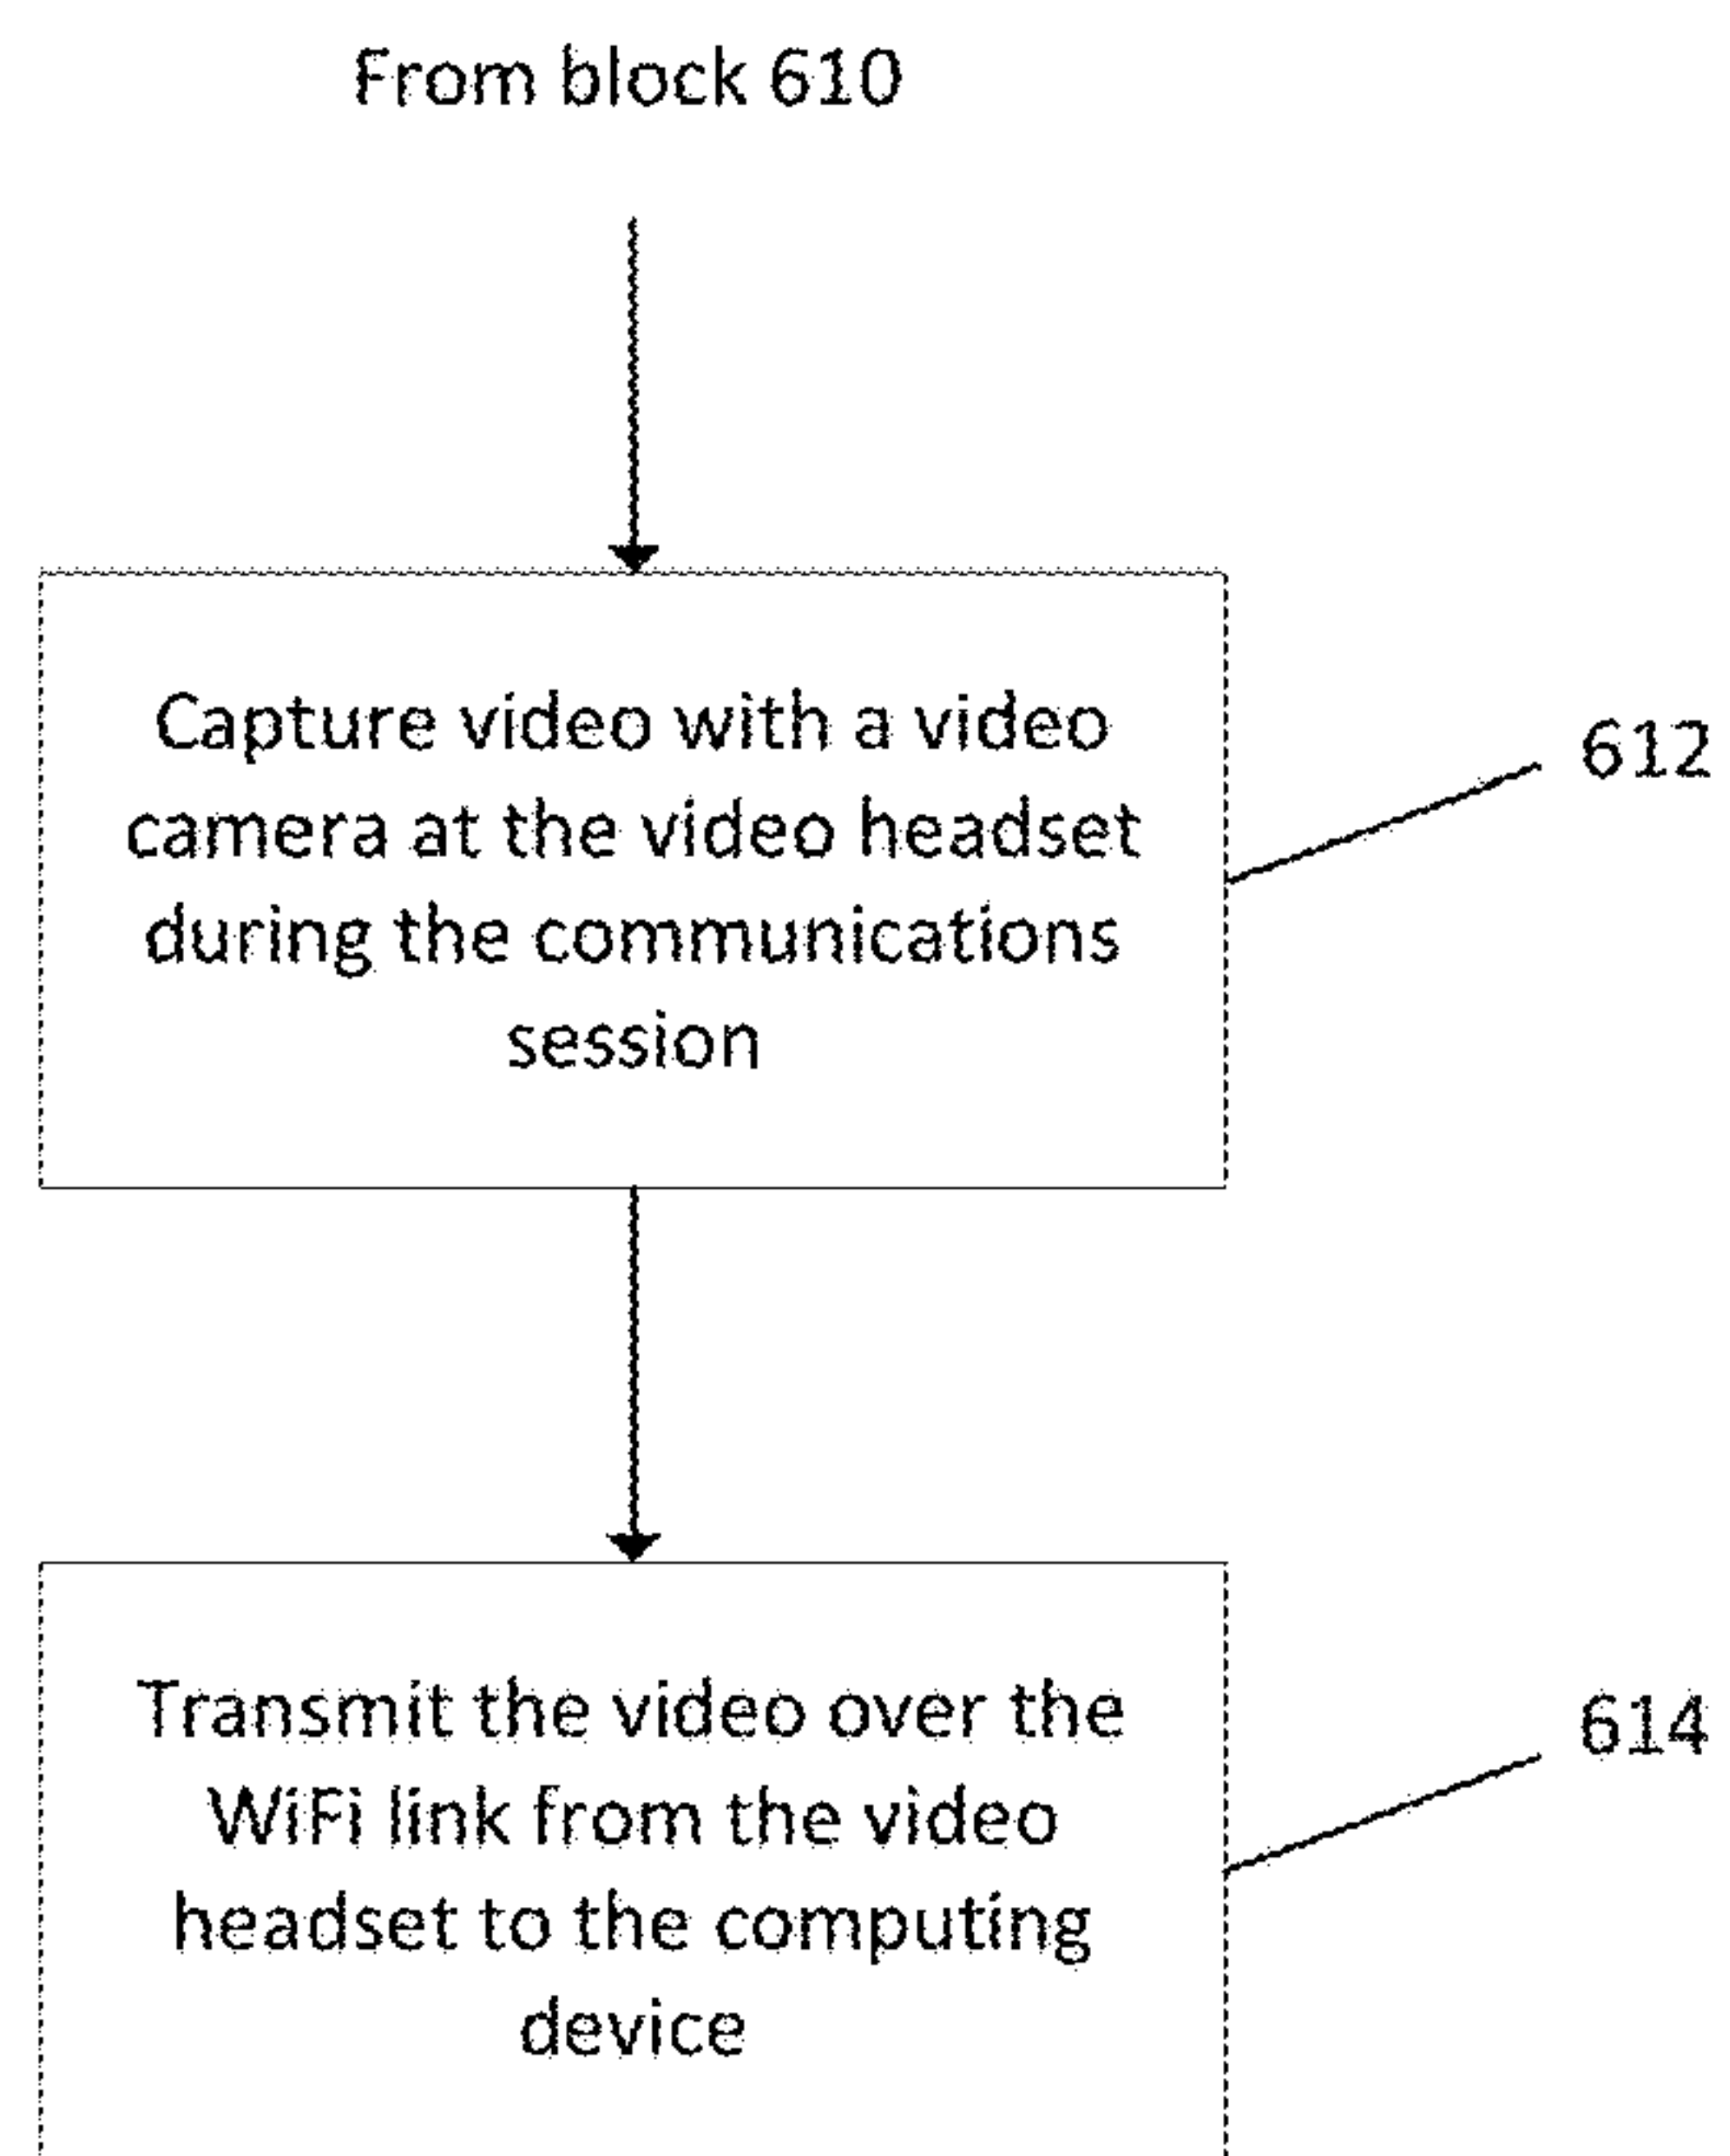 From block 610
Capture video with a video
camera at the video headset
during the communications
session
612
Transmit the video over the
WiFi link from the video
headset to the computing
device
614